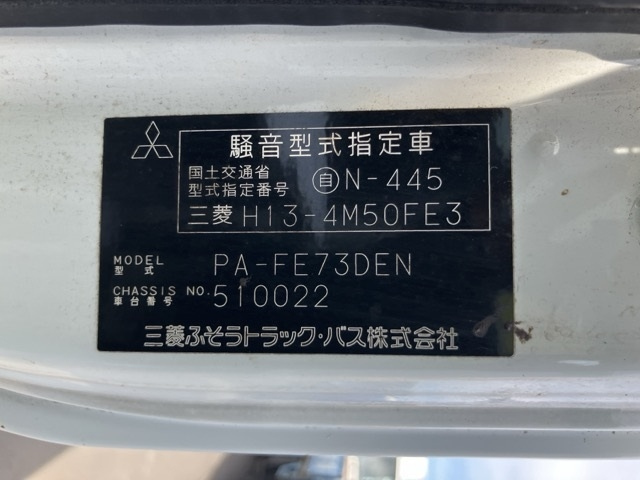 騒音型式指定車
国土交通省
型式指定番号 自N-445
三菱 H13-4M50FE3
MODEL
型式 PA-FE73DEN
CHASSIS NO.
車台番号 510022
三菱ふそうトラック・バス株式会社